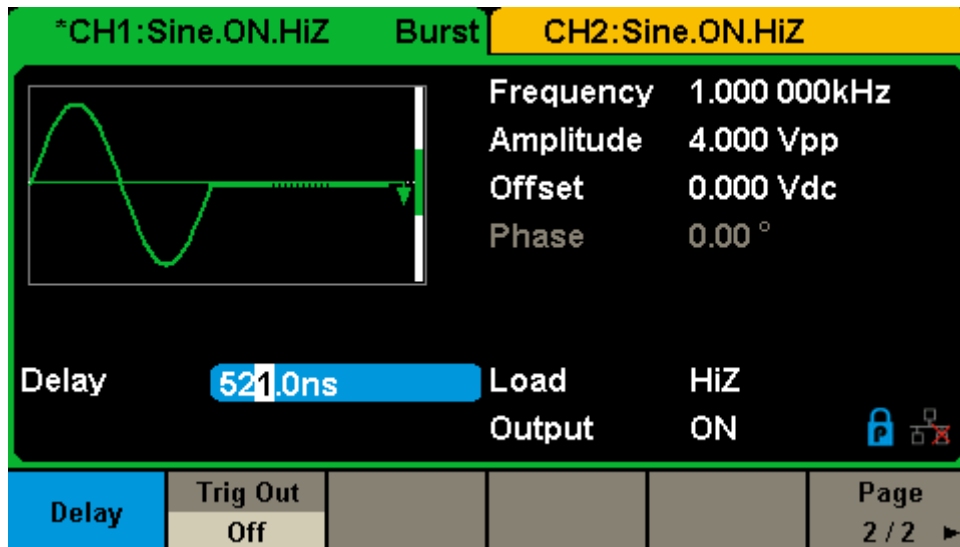 *CH1:Sine.ON.HiZ Burst CH2:Sine.ON.HiZ
Frequency 1.000 000kHz
Amplitude 4.000 Vpp
Offset 0.000 Vdc
Phase 0.00 °
Delay 521.0ns Load HiZ
Output ON P
Delay Trig Out Off Page 2 / 2 ►